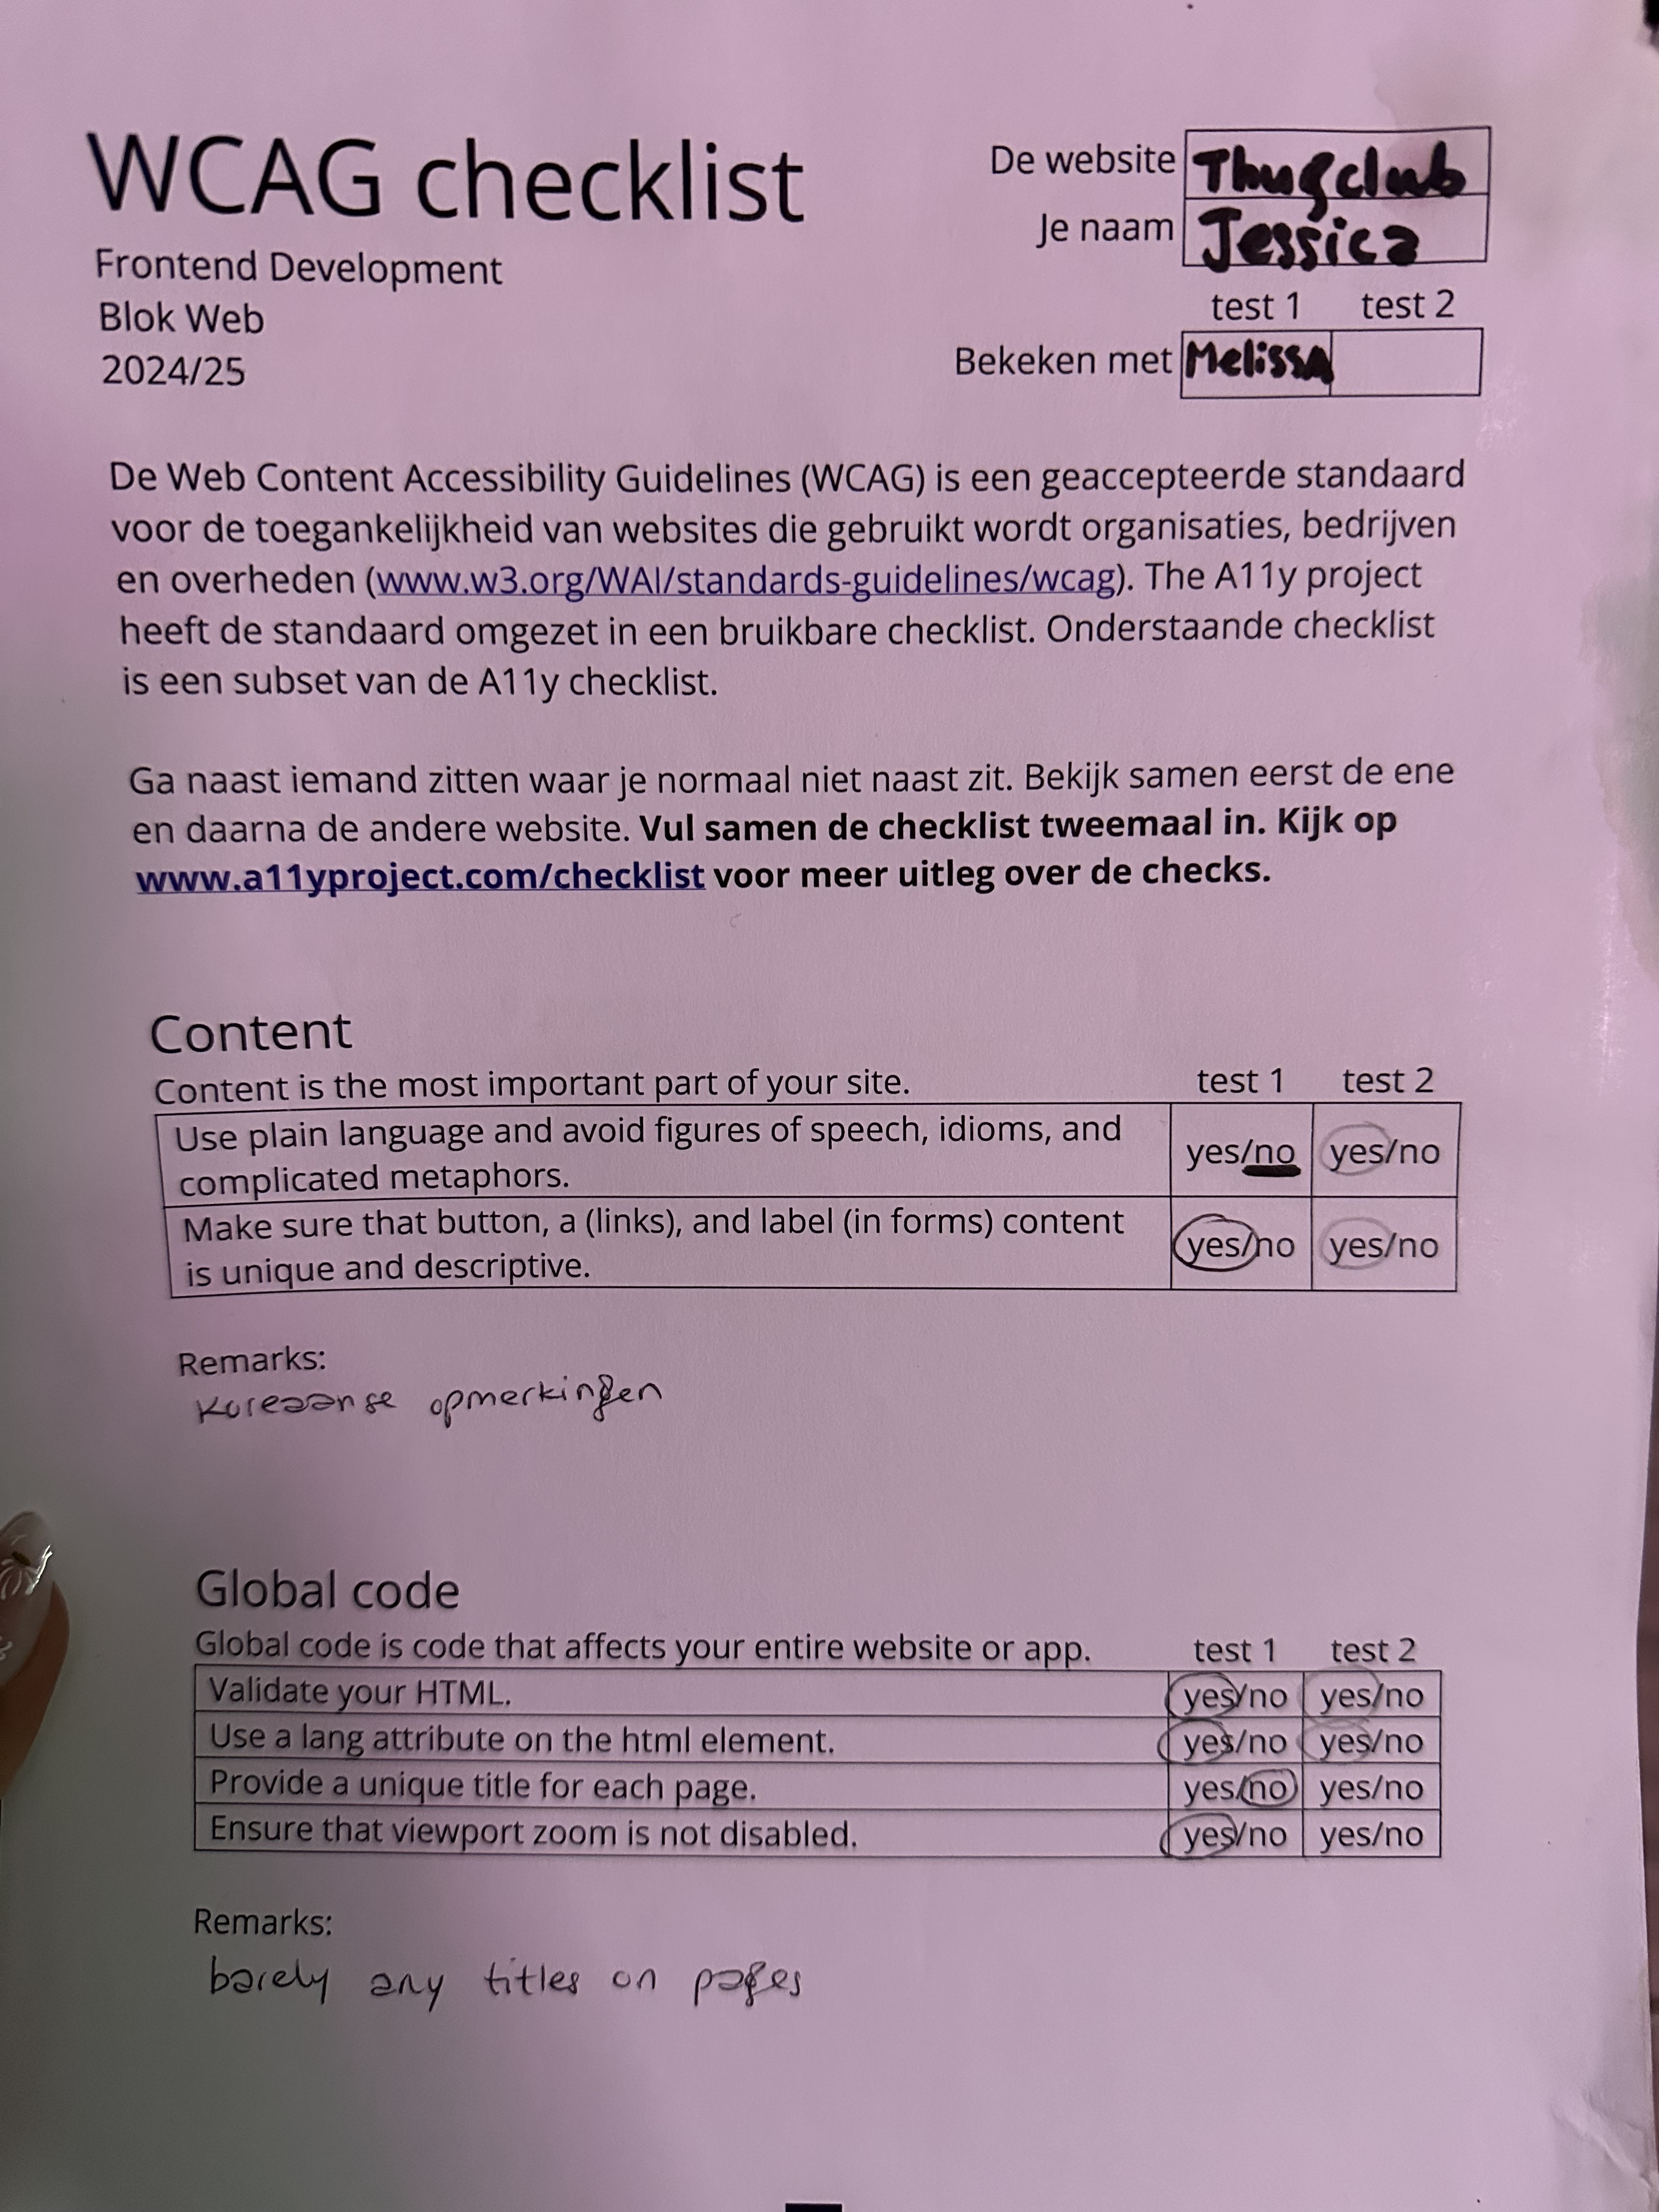 WCAG checklist
Frontend Development
Blok Web
2024/25
De website Thugclub
Je naam Jessica
test 1 test 2
Bekeken met Melissa
De Web Content Accessibility Guidelines (WCAG) is een geaccepteerde standaard
voor de toegankelijkheid van websites die gebruikt wordt organisaties, bedrijven
en overheden (www.w3.org/WAI/standards-guidelines/wcag). The A11y project
heeft de standaard omgezet in een bruikbare checklist. Onderstaande checklist
is een subset van de A11y checklist.
Ga naast iemand zitten waar je normaal niet naast zit. Bekijk samen eerst de ene
en daarna de andere website. Vul samen de checklist tweemaal in. Kijk op
www.a11yproject.com/checklist voor meer uitleg over de checks.
Content
Content is the most important part of your site. test 1 test 2
Use plain language and avoid figures of speech, idioms, and
complicated metaphors. yes/no yes/no
Make sure that button, a (links), and label (in forms) content
is unique and descriptive. yes/no yes/no
Remarks:
Koreaanse opmerkingen
Global code
Global code is code that affects your entire website or app. test 1 test 2
Validate your HTML. yes/no yes/no
Use a lang attribute on the html element. yes/no yes/no
Provide a unique title for each page. yes/no yes/no
Ensure that viewport zoom is not disabled. yes/no yes/no
Remarks:
barely any titles on pages